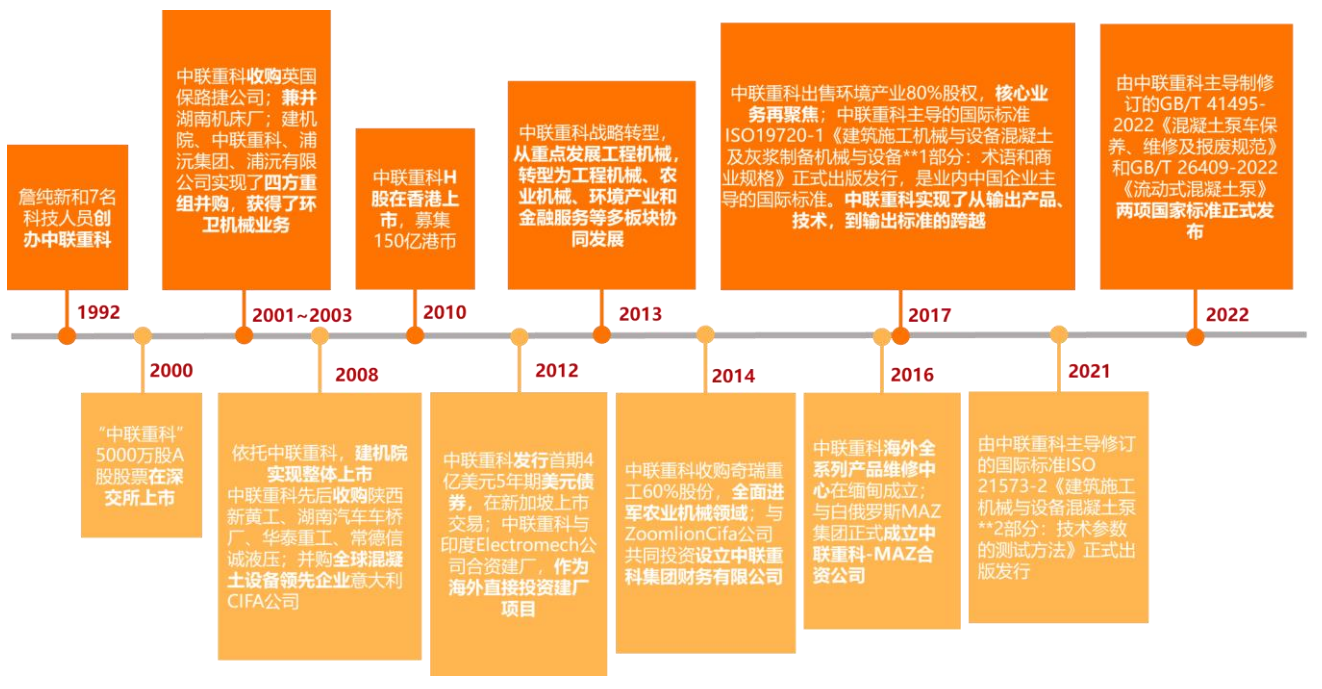 詹纯新和7名
科技人员创
办中联重科
1992
“中联重科”
5000万股A
股股票在深
交所上市
2000
中联重科收购英国
保路捷公司；兼并
湖南机床厂；建机
院、中联重科、浦
沅集团、浦沅有限
公司实现了四方重
组并购，获得了环
卫机械业务
2001~2003
依托中联重科，建机院
实现整体上市
中联重科先后收购陕西
新黄工、湖南汽车车桥
厂、华泰重工、常德信
诚液压；并购全球混凝
土设备领先企业意大利
CIFA公司
2008
中联重科H
股在香港上
市，募集
150亿港币
2010
中联重科发行首期4
亿美元5年期美元债
券，在新加坡上市
交易；中联重科与
印度Electromech公
司合资建厂，作为
海外直接投资建厂
项目
2012
中联重科战略转型，
从重点发展工程机械，
转型为工程机械、农
业机械、环境产业和
金融服务等多板块协
同发展
2013
中联重科收购奇瑞重
工60%股份，全面进
军农业机械领域；与
ZoomlionCifa公司
共同投资设立中联重
科集团财务有限公司
2014
中联重科海外全
系列产品维修中
心在缅甸成立；
与白俄罗斯MAZ
集团正式成立中
联重科-MAZ合
资公司
2016
中联重科出售环境产业80%股权，核心业
务再聚焦；中联重科主导的国际标准
ISO19720-1《建筑施工机械与设备混凝土
及灰浆制备机械与设备**1部分：术语和商
业规格》正式出版发行，是业内中国企业主
导的国际标准。中联重科实现了从输出产品、
技术，到输出标准的跨越
2017
由中联重科主导修订
的国际标准ISO
21573-2《建筑施工
机械与设备混凝土泵
**2部分：技术参数
的测试方法》正式出
版发行
2021
由中联重科主导制修
订的GB/T 41495-
2022《混凝土泵车保
养、维修及报废规范》
和GB/T 26409-2022
《流动式混凝土泵》
两项国家标准正式发
布
2022